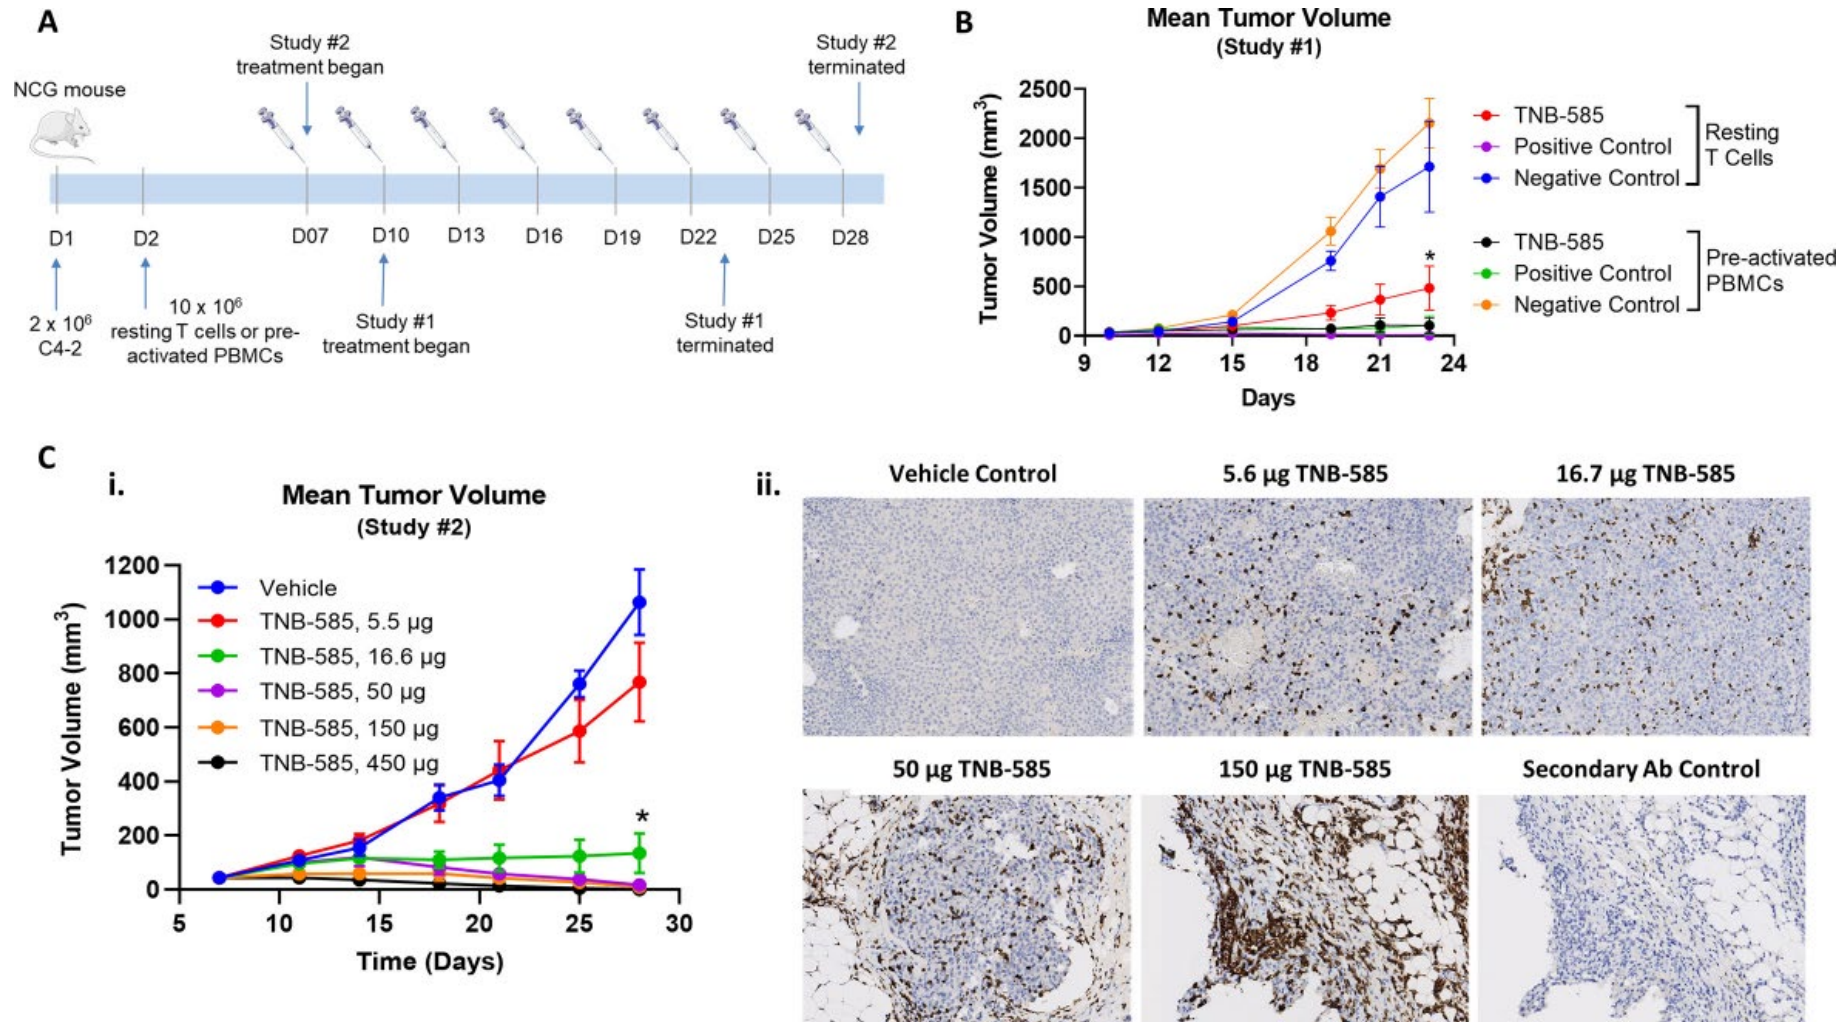 A
Study #2
treatment began
Study #2
terminated
NCG mouse
D1
D2
D07
D10
D13
D16
D19
D22
D25
D28
2 x 10⁶
C4-2
10 x 10⁶
resting T cells or pre-
activated PBMCs
Study #1
treatment began
Study #1
terminated
B
Mean Tumor Volume
(Study #1)
Tumor Volume (mm³)
2500
2000
1500
1000
500
0
9
12
15
18
21
24
Days
*
TNB-585
Positive Control
Negative Control
Resting
T Cells
TNB-585
Positive Control
Negative Control
Pre-activated
PBMCs
C
i.
Mean Tumor Volume
(Study #2)
Tumor Volume (mm³)
1200
1000
800
600
400
200
0
5
10
15
20
25
30
Time (Days)
Vehicle
TNB-585, 5.5 µg
TNB-585, 16.6 µg
TNB-585, 50 µg
TNB-585, 150 µg
TNB-585, 450 µg
*
ii.
Vehicle Control
5.6 µg TNB-585
16.7 µg TNB-585
50 µg TNB-585
150 µg TNB-585
Secondary Ab Control